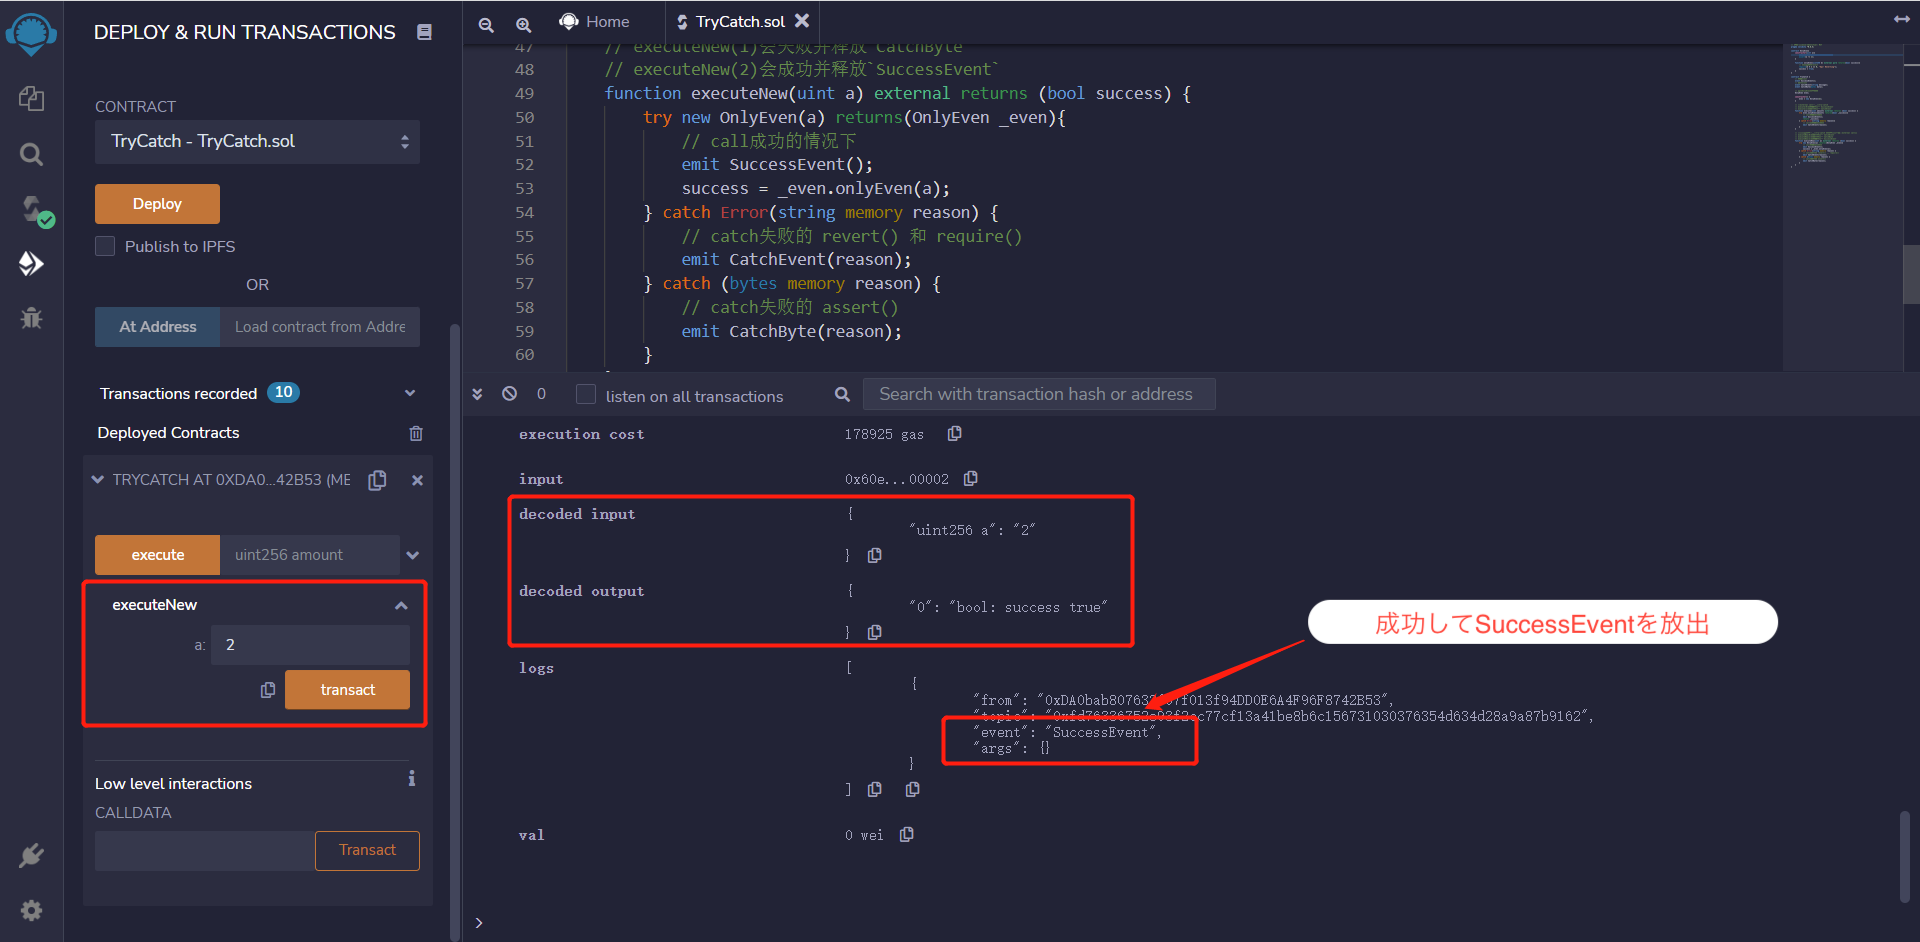 DEPLOY & RUN TRANSACTIONS
CONTRACT
TryCatch - TryCatch.sol
Deploy
Publish to IPFS
OR
At Address
Load contract from Addre
Transactions recorded 10
Deployed Contracts
TRYCATCH AT 0XDA0...42B53 (ME
execute
uint256 amount
executeNew
a:
2
transact
Low level interactions
i
CALLDATA
Transact
Home
TryCatch.sol
47 // executeNew(1)会失败并释放`CatchByte`
48 // executeNew(2)会成功并释放`SuccessEvent`
49 function executeNew(uint a) external returns (bool success) {
50 try new OnlyEven(a) returns(OnlyEven _even){
51 // call成功的情况下
52 emit SuccessEvent();
53 success = _even.onlyEven(a);
54 } catch Error(string memory reason) {
55 // catch失败的 revert() 和 require()
56 emit CatchEvent(reason);
57 } catch (bytes memory reason) {
58 // catch失败的 assert()
59 emit CatchByte(reason);
60 }
0
listen on all transactions
Search with transaction hash or address
execution cost 178925 gas
input 0x60e...00002
decoded input {
"uint256 a": "2"
}
decoded output {
"0": "bool: success true"
}
成功してSuccessEventを放出
logs [
{
"from":
"topic":
"event": "SuccessEvent",
"args": {}
}
]
val 0 wei
>